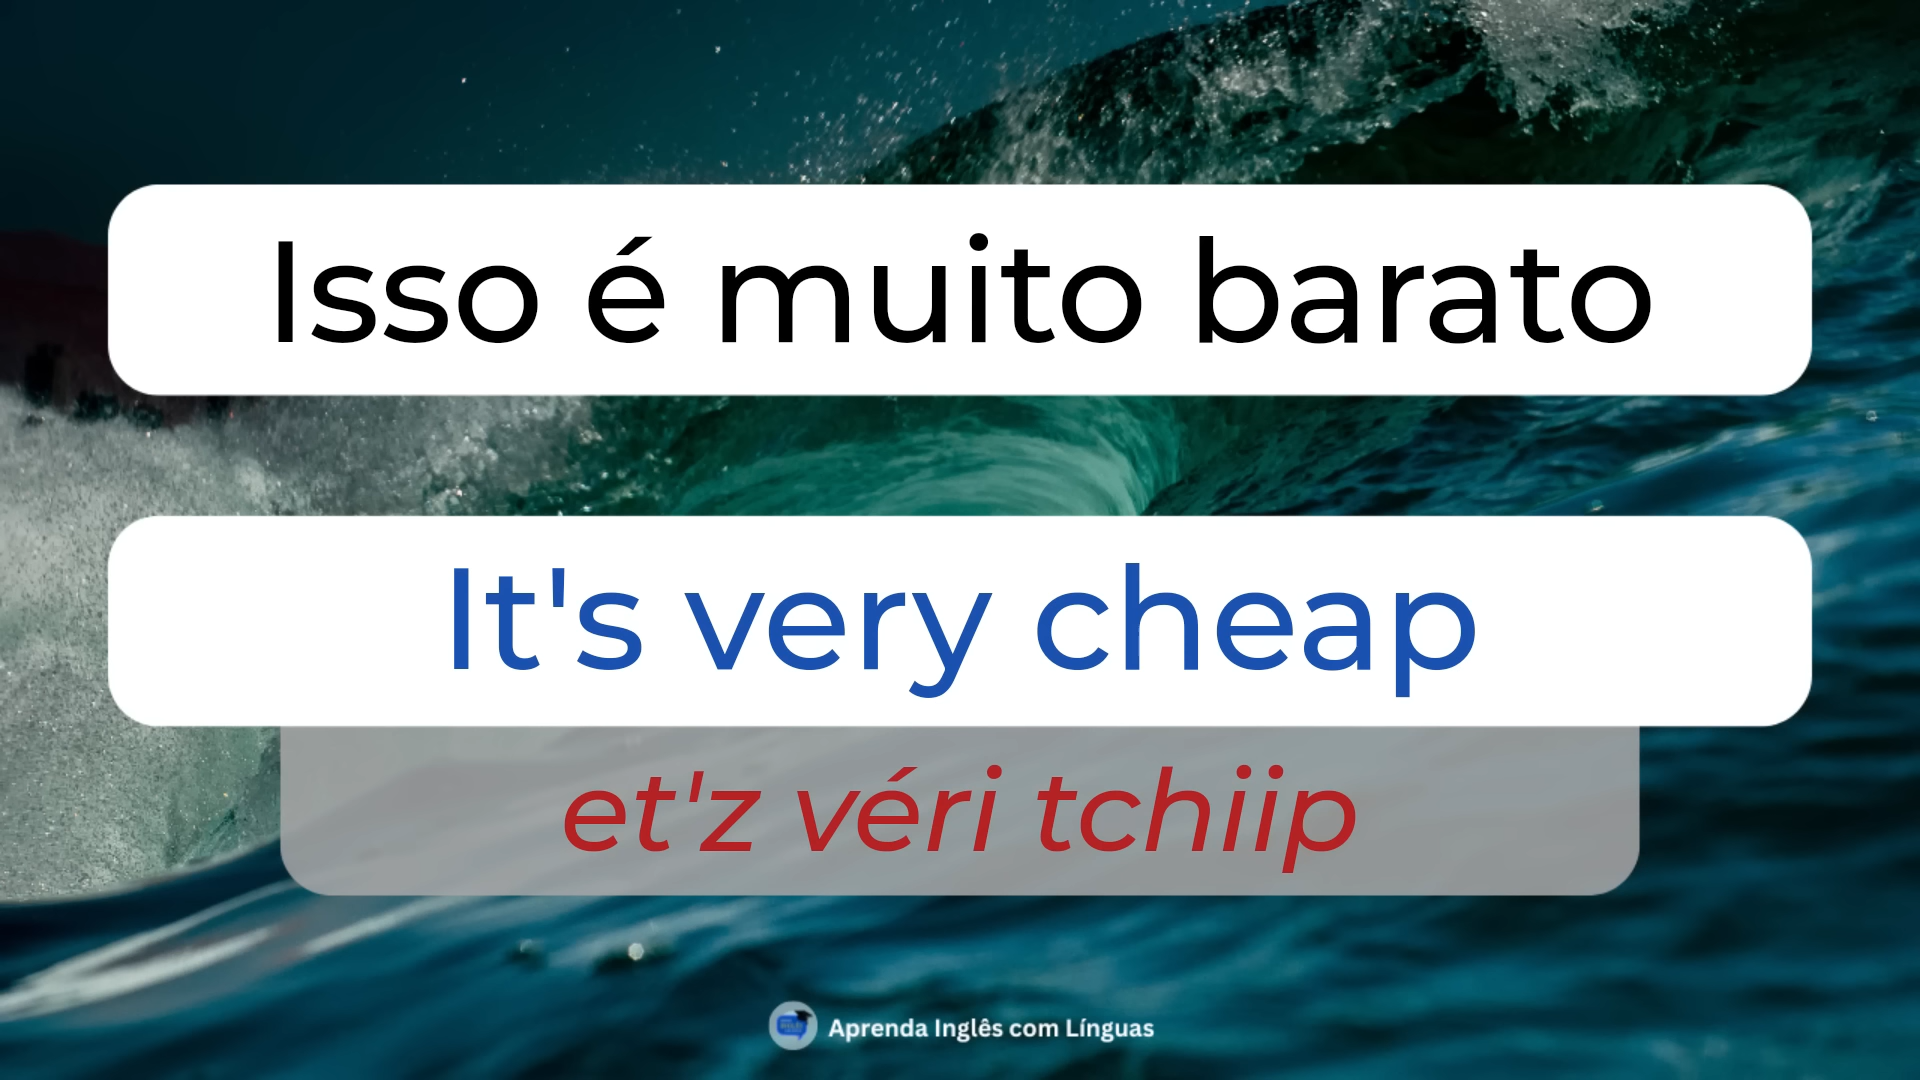 Isso é muito barato
It's very cheap
et'z véri tchiip
Aprenda Inglês com Línguas